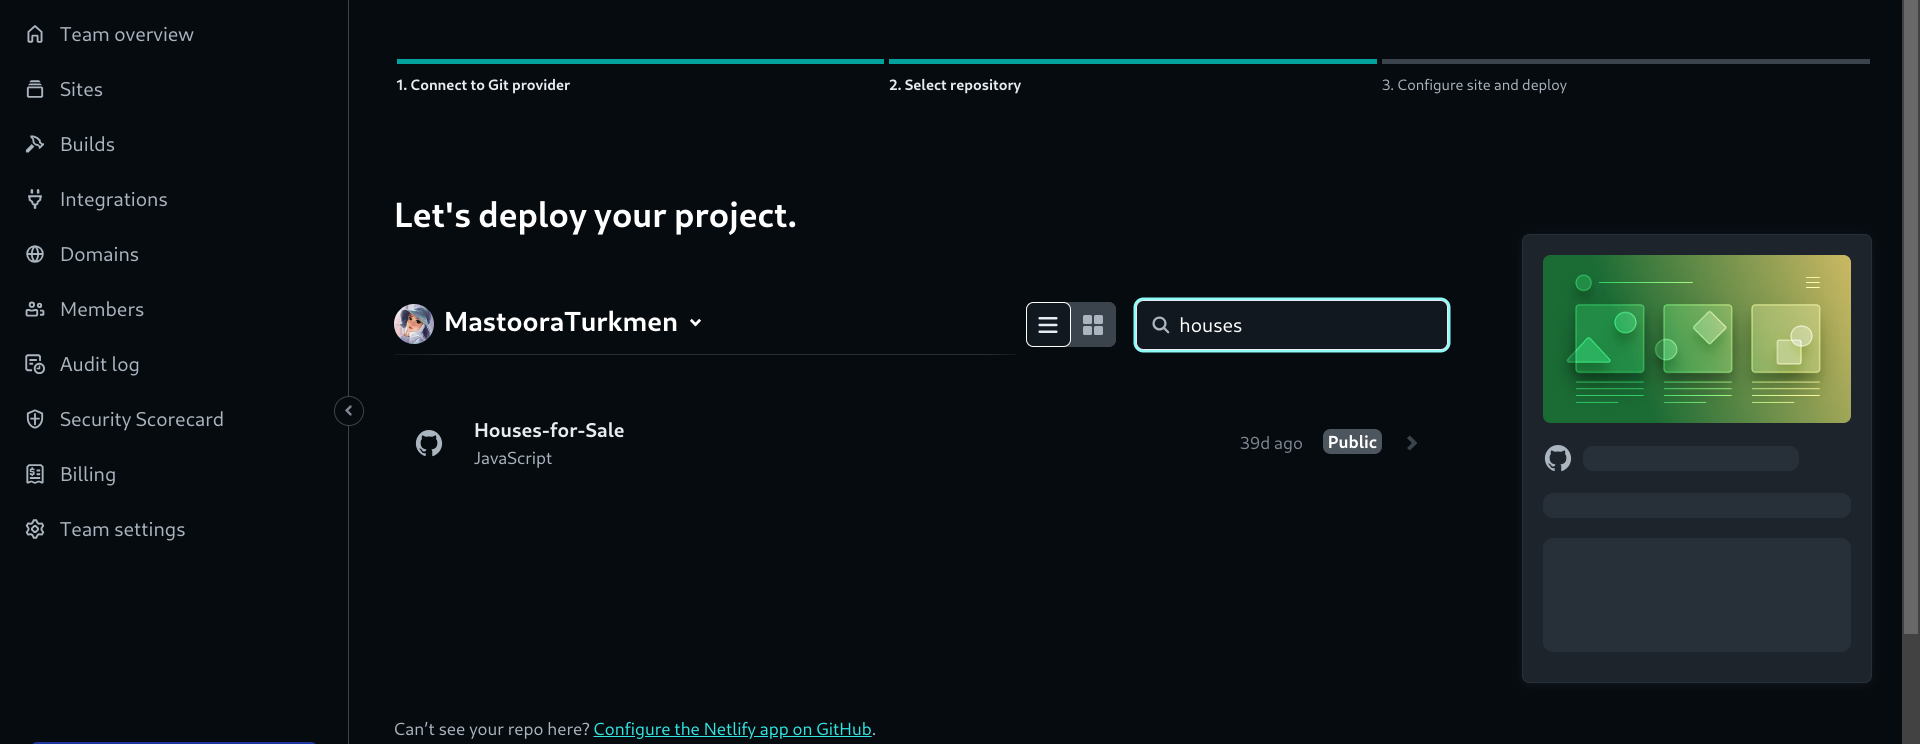 Team overview
Sites
Builds
Integrations
Domains
Members
Audit log
Security Scorecard
Billing
Team settings
1. Connect to Git provider
2. Select repository
3. Configure site and deploy
Let's deploy your project.
MastooraTurkmen
houses
Houses-for-Sale
JavaScript
39d ago
Public
Can’t see your repo here? Configure the Netlify app on GitHub.